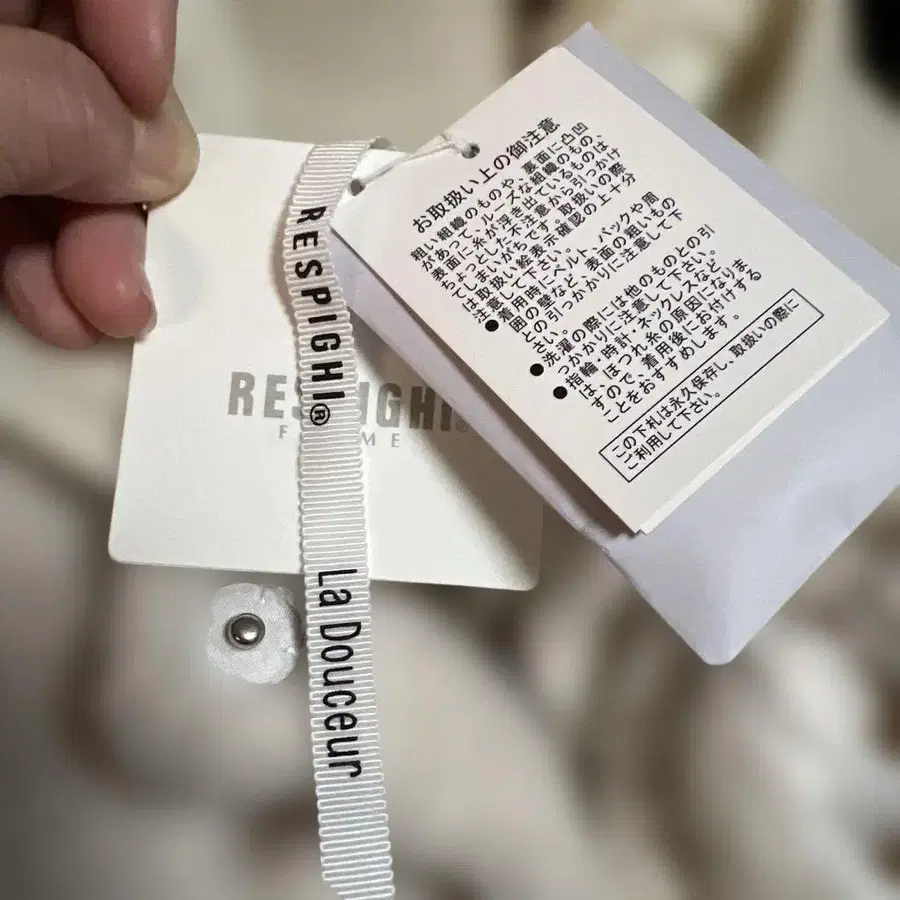 RESPIGHI®
La Douceur
RESPIGHI
お取扱い上の御注意
粗い組織のものや、裏面に凸凹
があって、ルーズな組織のもの、
表面に糸が浮き出ているものは、
ちょっとした不注意から引っかけ
てしまいがちです。取扱いの際
は取扱い絵表示確認の上十分
注意して下さい。
●着用時にベルト、バックや周
囲の壁など、表面の粗いもの
との引っかかりに注意して下
さい。
●洗濯の際には他のものとの引
っかかりに注意して下さい。
●指輪・時計・ネックレスなど
は、ほつれ糸の原因になりま
すので、着用後にお付けする
ことをおすすめします。
この下札は永久保存し、取扱いの際に
ご利用して下さい。